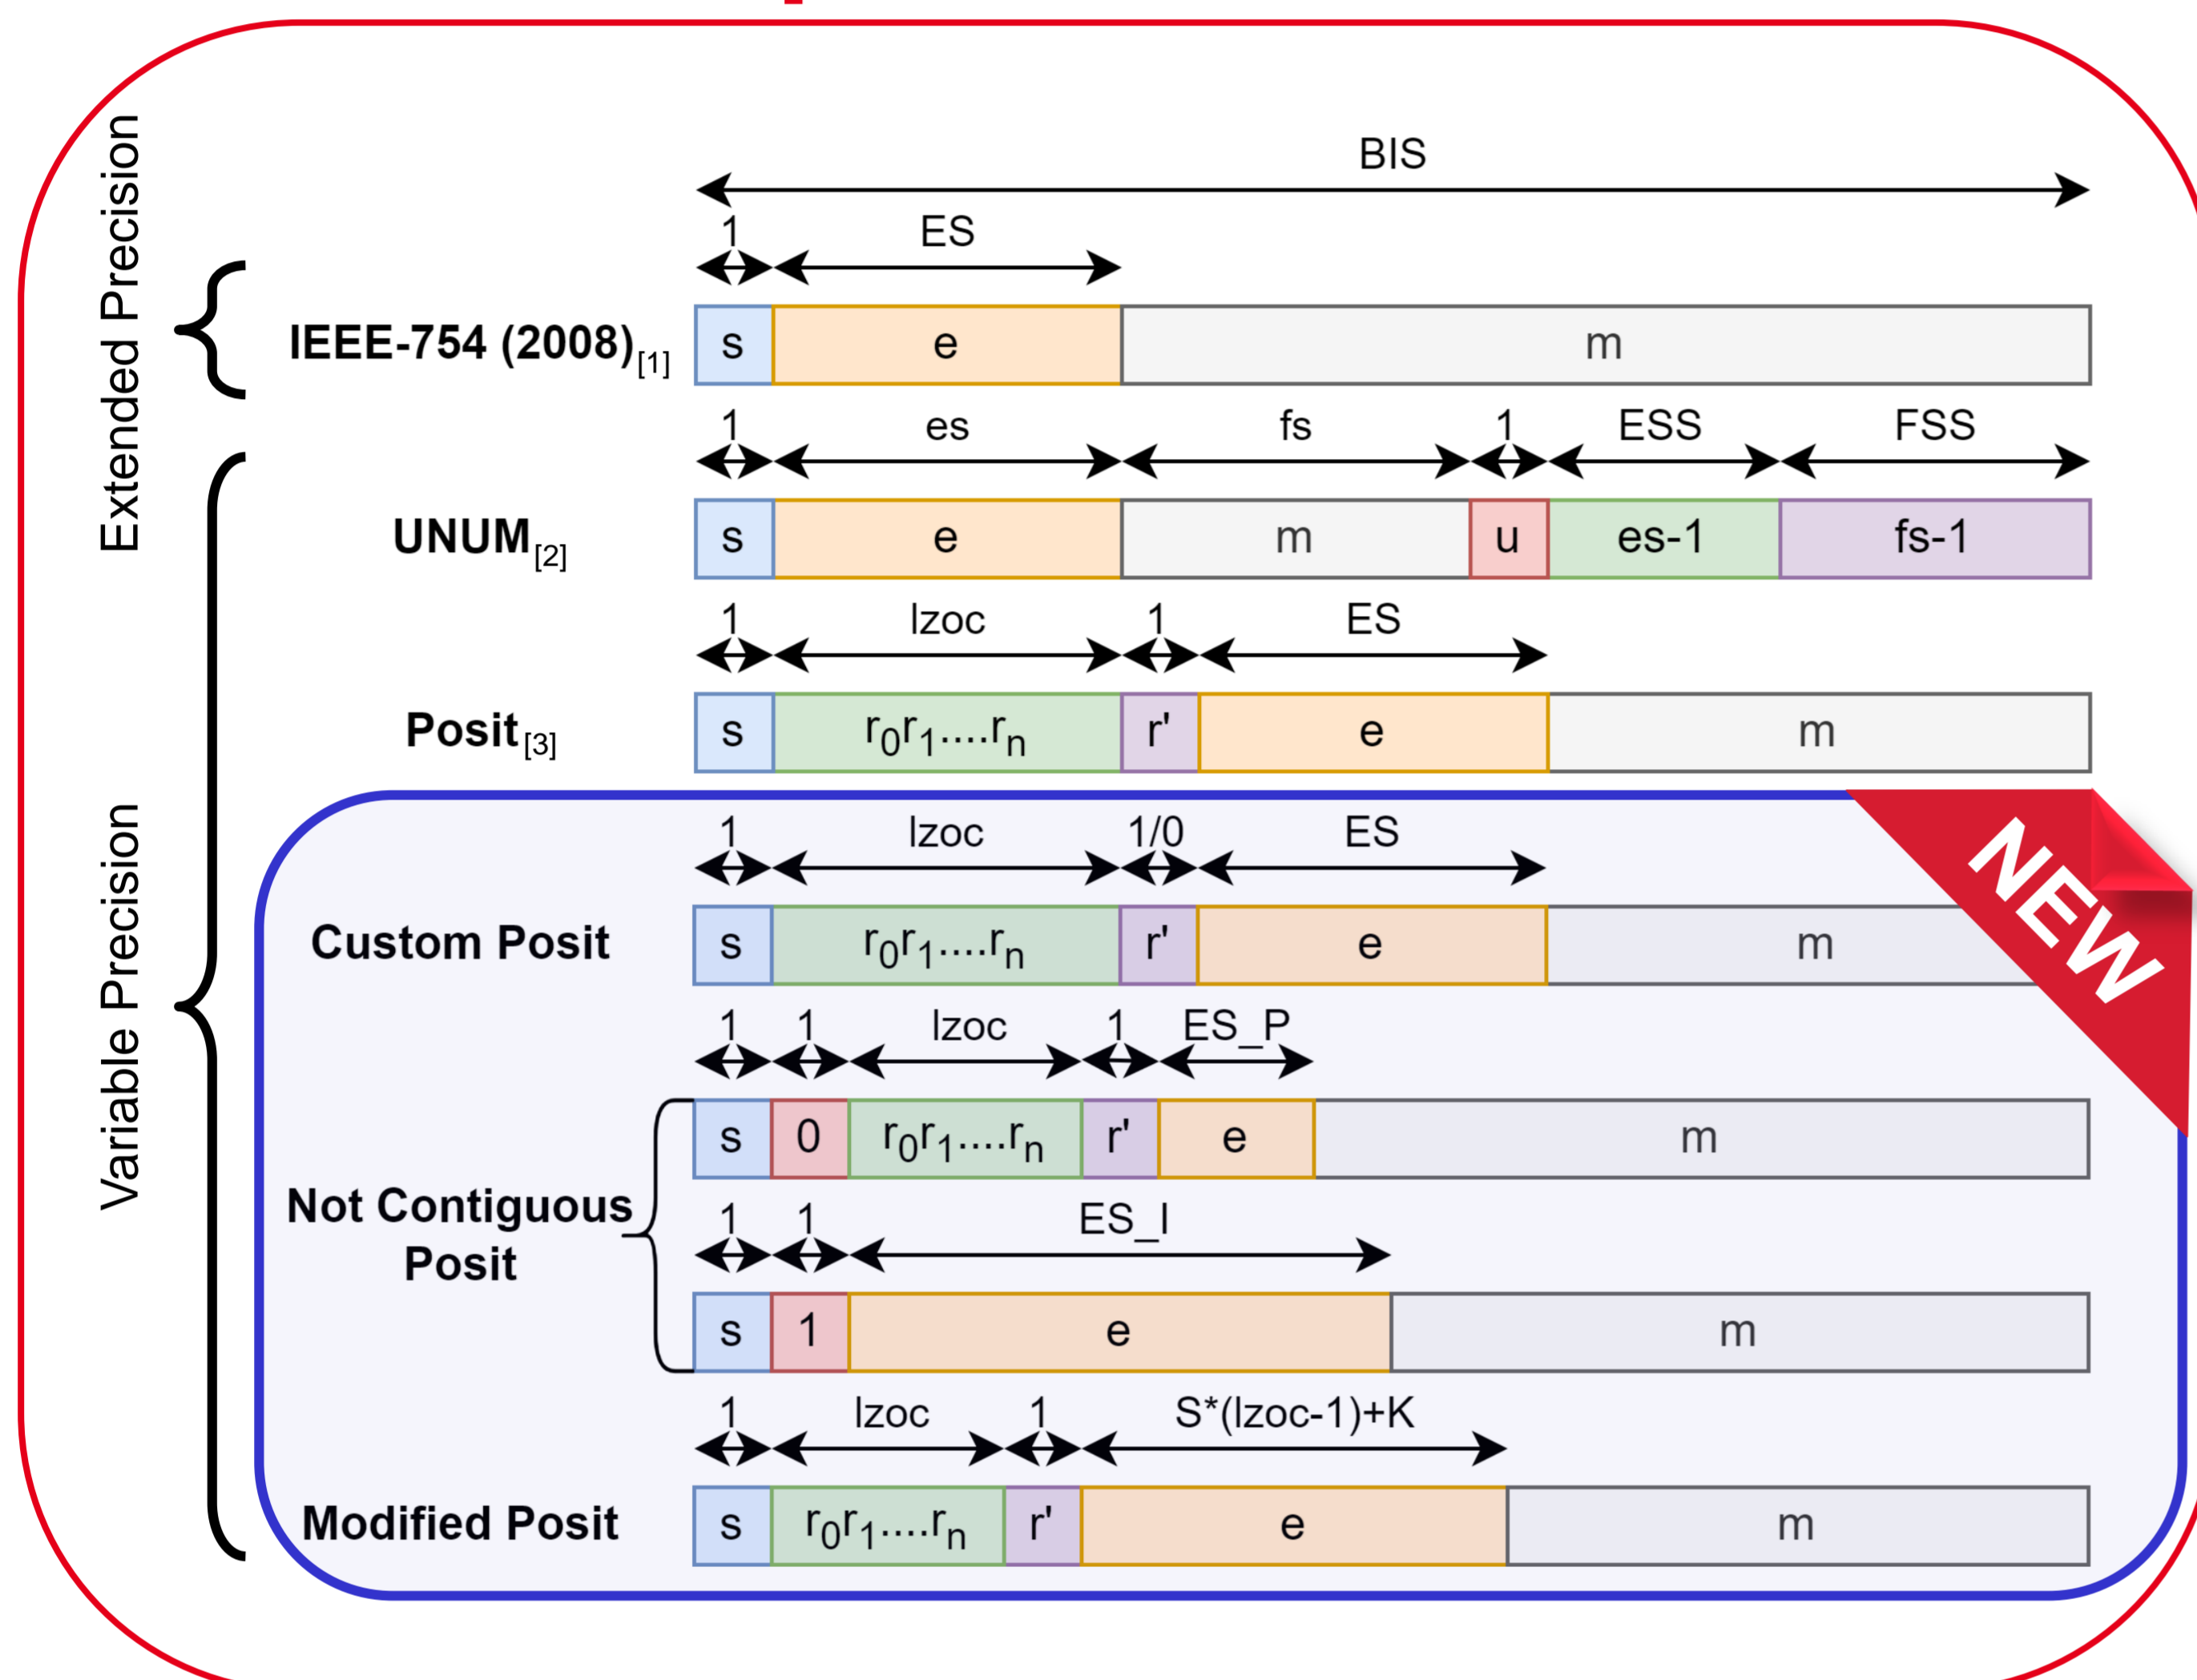 Extended Precision
Variable Precision
BIS
1 ES
IEEE-754 (2008)[1] s e m
1 es fs 1 ESS FSS
UNUM[2] s e m u es-1 fs-1
1 lzoc 1 ES
Posit[3] s r0r1....rn r' e m
1 lzoc 1/0 ES
NEW
Custom Posit s r0r1....rn r' e m
1 1 lzoc 1 ES_P
s 0 r0r1....rn r' e m
Not Contiguous
Posit
1 1 ES_I
s 1 e m
1 lzoc 1 S*(lzoc-1)+K
Modified Posit s r0r1....rn r' e m